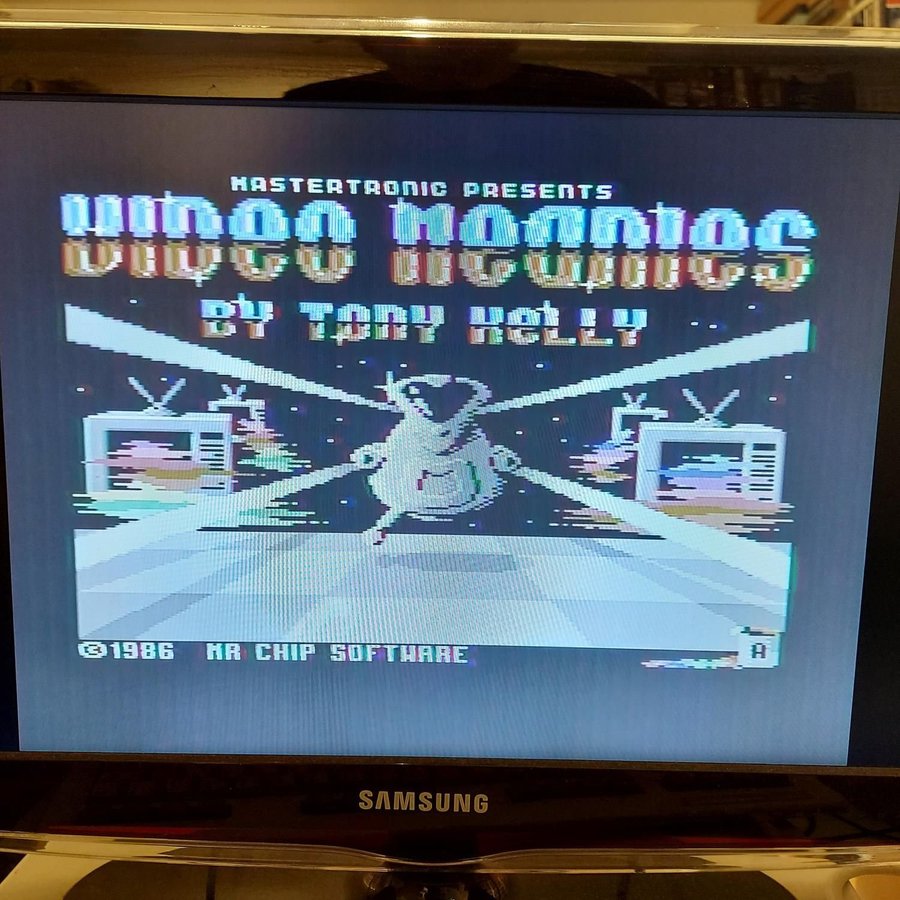 MASTERTRONIC PRESENTS
VIDEO MEANIES
BY TONY KELLY
©1986 MR CHIP SOFTWARE
A
SAMSUNG